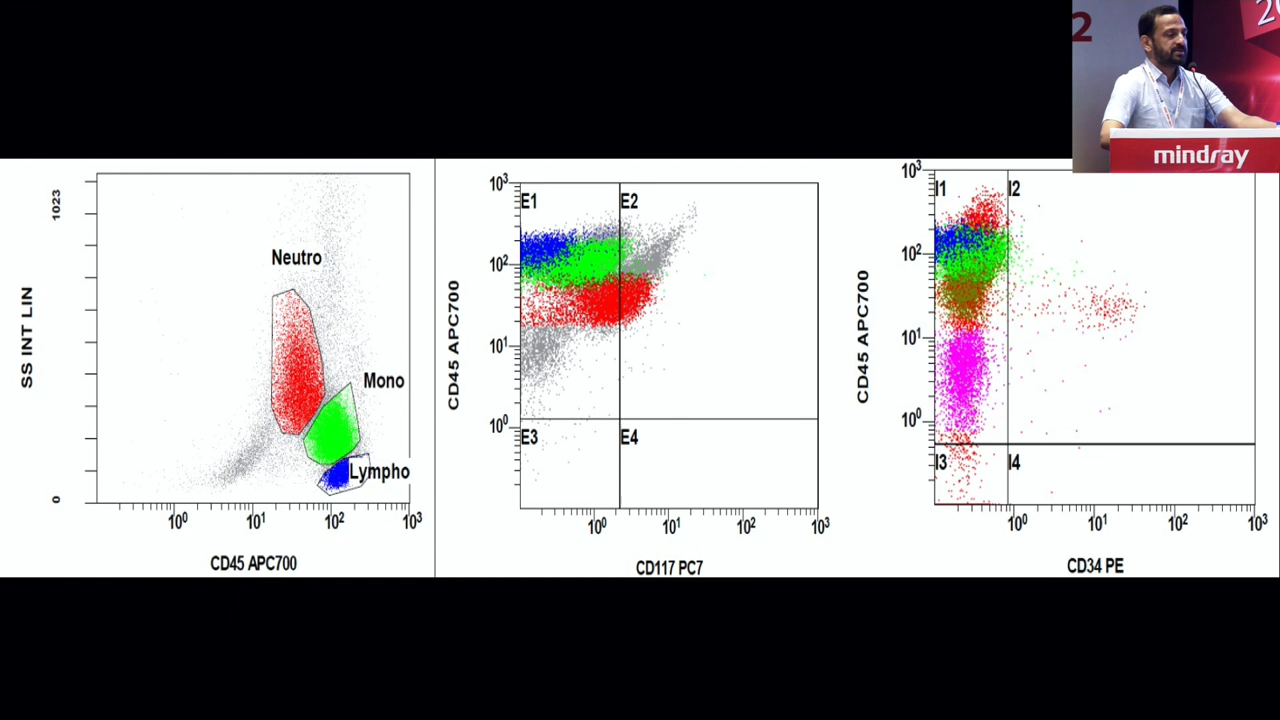 2
20
mindray
1023
0
SS INT LIN
Neutro
Mono
Lympho
10⁰ 10¹ 10² 10³
CD45 APC700
10³
10²
10¹
10⁰
CD45 APC700
E1 E2
E3 E4
10⁰ 10¹ 10² 10³
CD117 PC7
10³
10²
10¹
10⁰
CD45 APC700
I1 I2
I3 I4
10⁰ 10¹ 10² 10³
CD34 PE